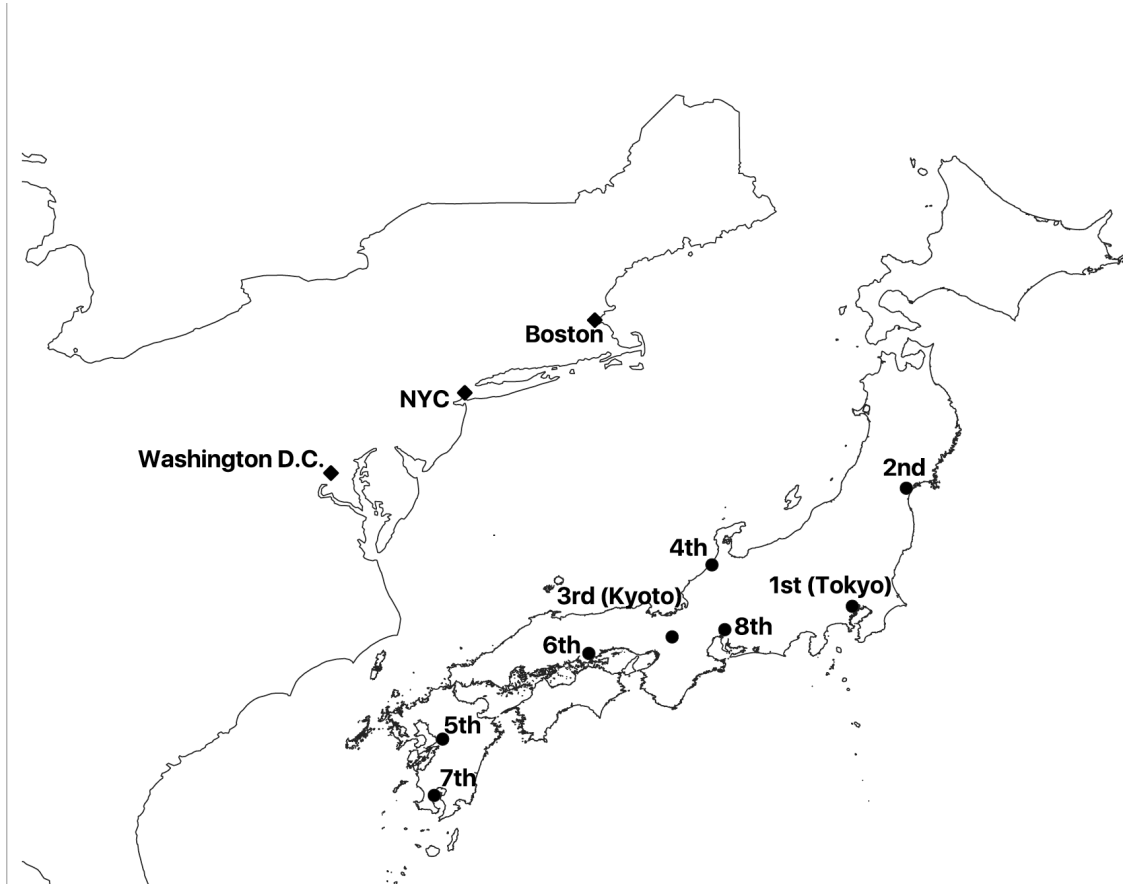 Boston
NYC
Washington D.C.
2nd
4th
1st (Tokyo)
3rd (Kyoto)
8th
6th
5th
7th